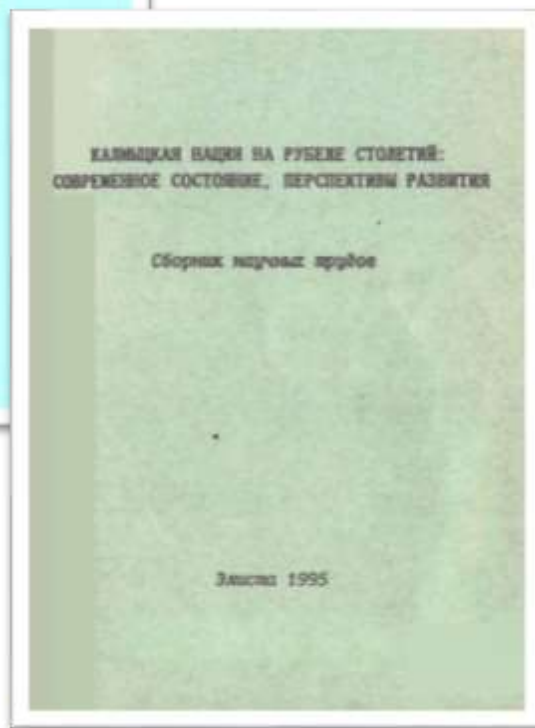 КАЛМЫЦКАЯ НАЦИЯ НА РУБЕЖЕ СТОЛЕТИЙ:
СОВРЕМЕННОЕ СОСТОЯНИЕ, ПЕРСПЕКТИВЫ РАЗВИТИЯ
Сборник научных трудов
Элиста 1995